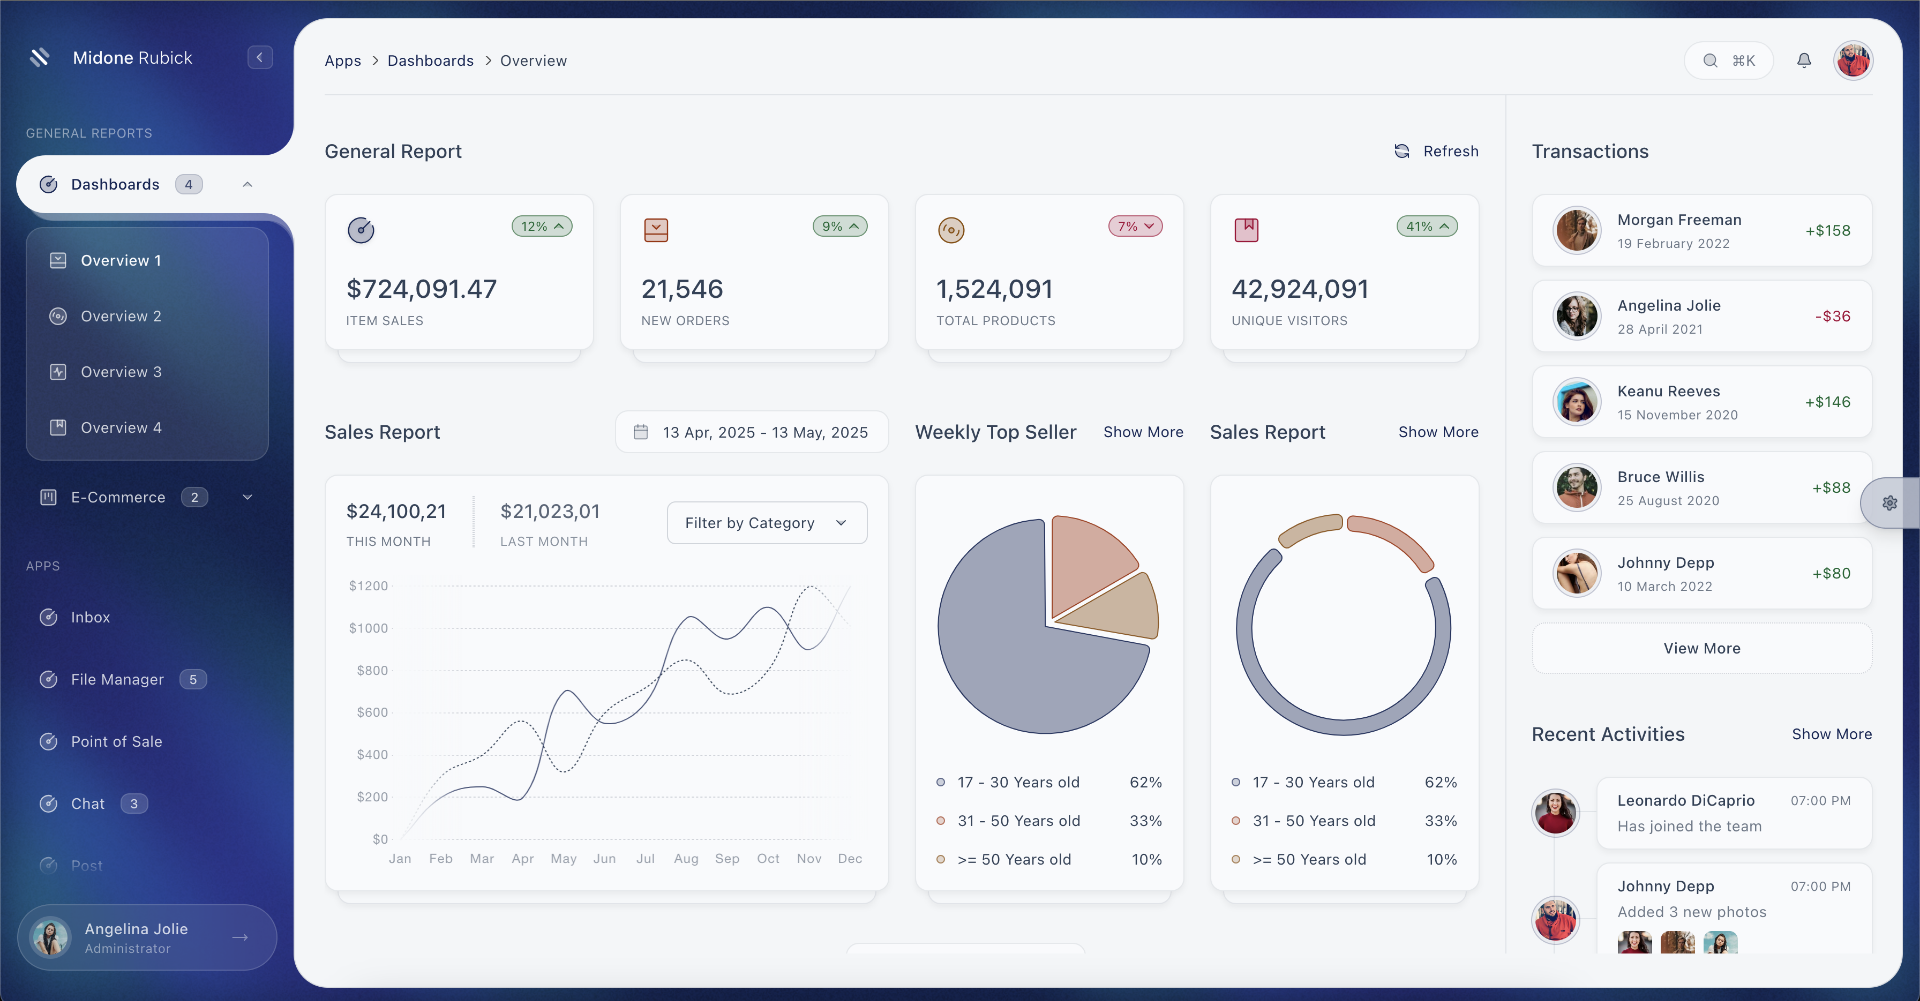 Midone Rubick
GENERAL REPORTS
Dashboards 4
Overview 1
Overview 2
Overview 3
Overview 4
E-Commerce 2
APPS
Inbox
File Manager 5
Point of Sale
Chat 3
Post
Angelina Jolie
Administrator
Apps > Dashboards > Overview
⌘K
General Report
Refresh
12%
$724,091.47
ITEM SALES
9%
21,546
NEW ORDERS
7%
1,524,091
TOTAL PRODUCTS
41%
42,924,091
UNIQUE VISITORS
Sales Report
13 Apr, 2025 - 13 May, 2025
$24,100,21
THIS MONTH
$21,023,01
LAST MONTH
Filter by Category
$1200
$1000
$800
$600
$400
$200
$0
Jan Feb Mar Apr May Jun Jul Aug Sep Oct Nov Dec
Weekly Top Seller
Show More
17 - 30 Years old 62%
31 - 50 Years old 33%
>= 50 Years old 10%
Sales Report
Show More
17 - 30 Years old 62%
31 - 50 Years old 33%
>= 50 Years old 10%
Transactions
Morgan Freeman
19 February 2022
+$158
Angelina Jolie
28 April 2021
-$36
Keanu Reeves
15 November 2020
+$146
Bruce Willis
25 August 2020
+$88
Johnny Depp
10 March 2022
+$80
View More
Recent Activities
Show More
Leonardo DiCaprio 07:00 PM
Has joined the team
Johnny Depp 07:00 PM
Added 3 new photos